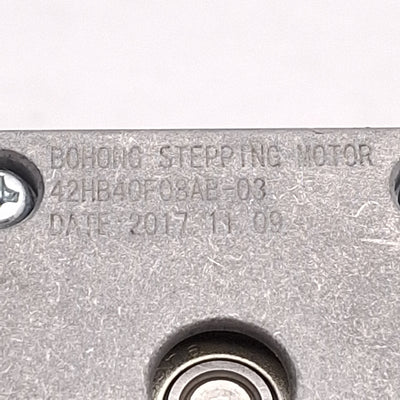 BOHONG STEPPING MOTOR
42HB40F08AB-03
DATE 2017.11.09